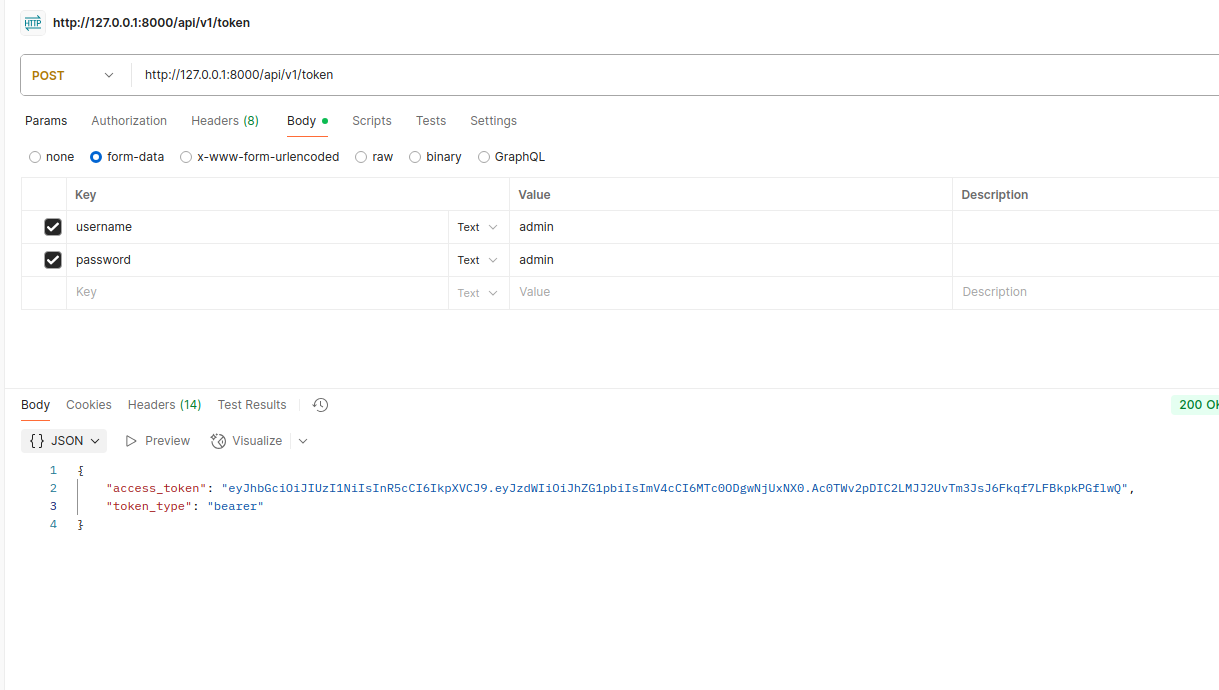 HTTP http://127.0.0.1:8000/api/v1/token
POST http://127.0.0.1:8000/api/v1/token
Params Authorization Headers (8) Body Scripts Tests Settings
none form-data x-www-form-urlencoded raw binary GraphQL
Key Value Description
username Text admin
password Text admin
Key Text Value Description
Body Cookies Headers (14) Test Results 200 OK
{} JSON Preview Visualize
1 {
2 "access_token": "eyJhbGciOiJIUzI1NiIsInR5cCI6IkpXVCJ9.eyJzdWIiOiJhZG1pbiIsImV4cCI6MTc0ODgwNjUxNX0.Ac0TWv2pDIC2LMJJ2UvTm3JsJ6Fkqf7LFBkpkPGflwQ",
3 "token_type": "bearer"
4 }